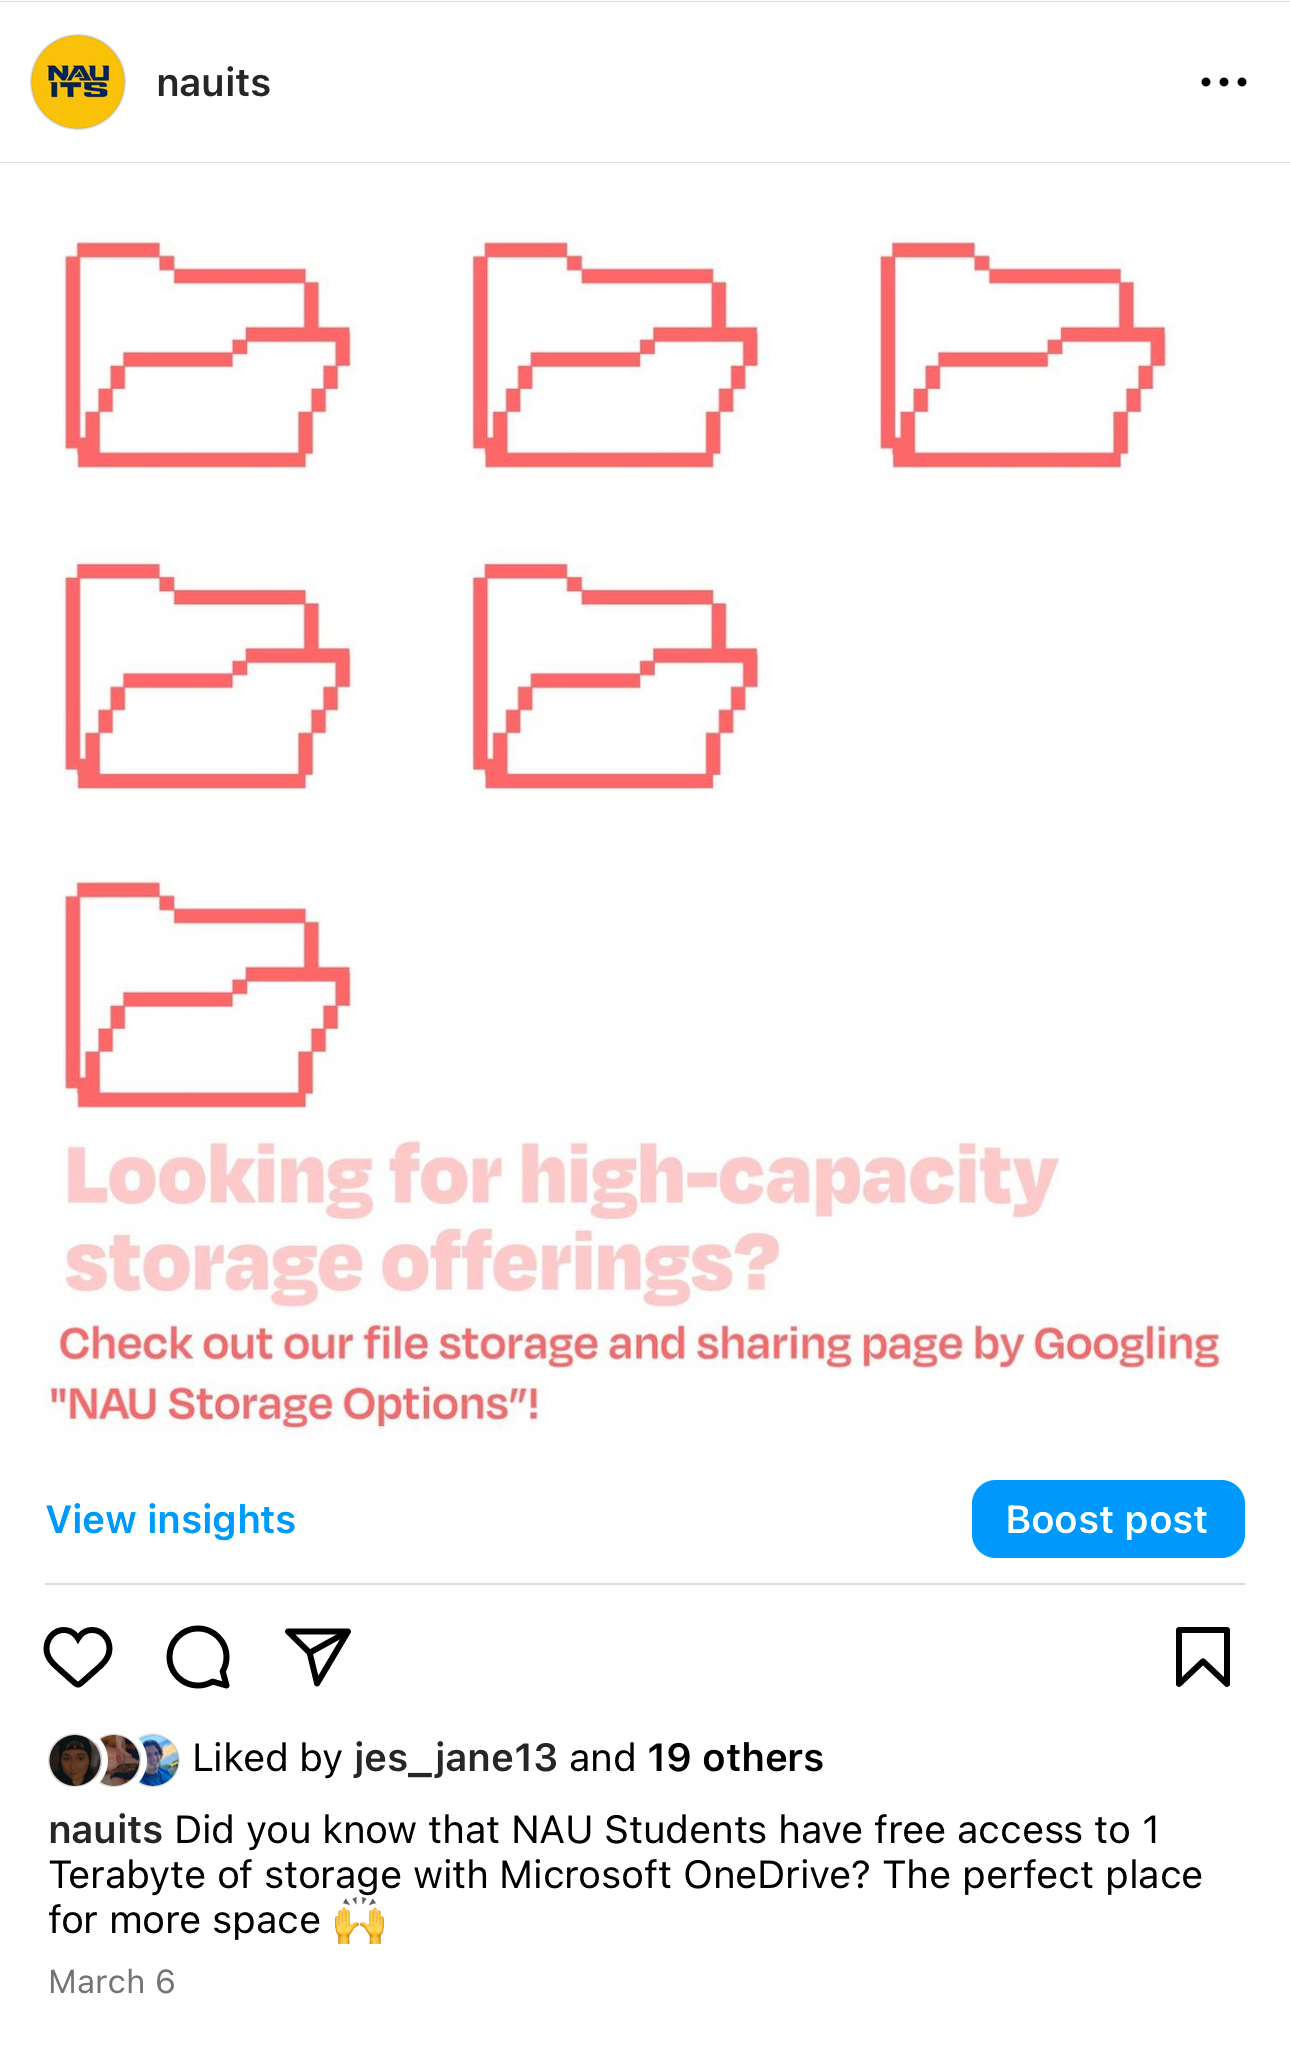 NAU
ITS
nauits
Looking for high-capacity
storage offerings?
Check out our file storage and sharing page by Googling
"NAU Storage Options”!
View insights
Boost post
Liked by jes_jane13 and 19 others
nauits Did you know that NAU Students have free access to 1
Terabyte of storage with Microsoft OneDrive? The perfect place
for more space 🙌
March 6